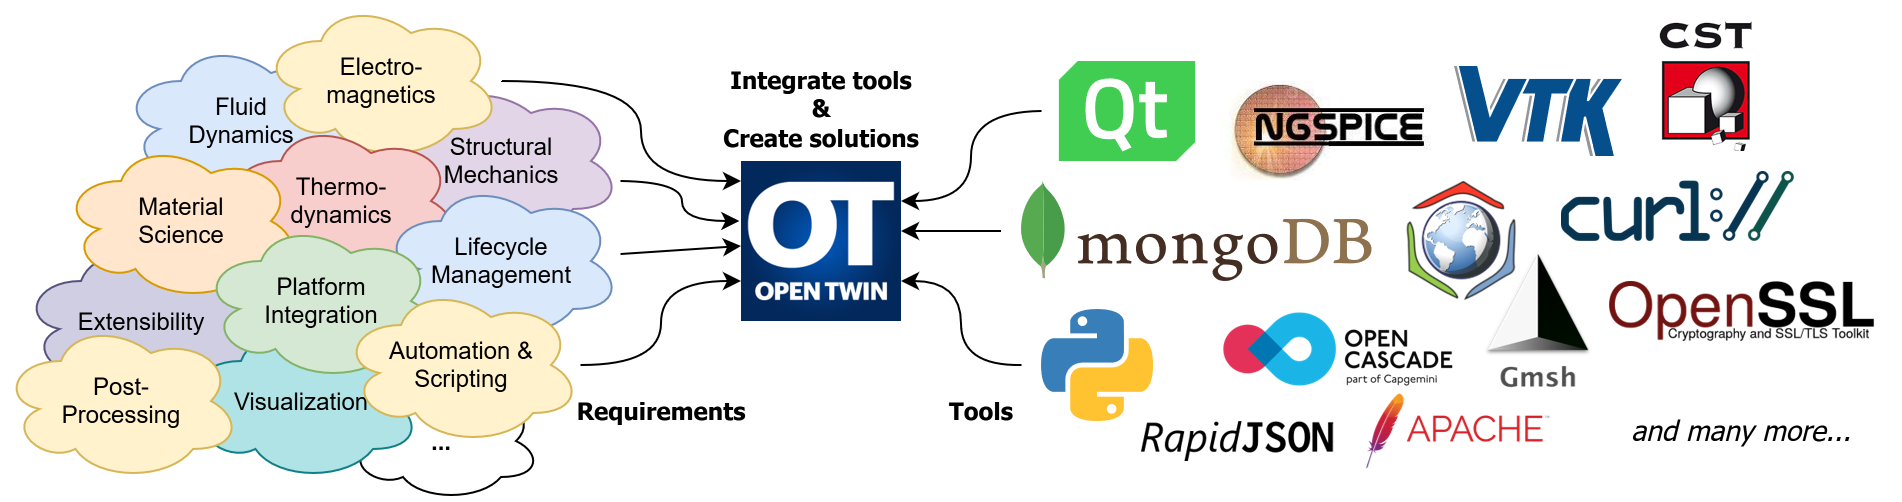 Electro-
magnetics
Fluid
Dynamics
Structural
Mechanics
Thermo-
dynamics
Material
Science
Lifecycle
Management
Platform
Integration
Extensibility
Automation &
Scripting
Post-
Processing
Visualization
...
Requirements
Integrate tools
&
Create solutions
OT
OPEN TWIN
Tools
Qt
NGSPICE
VTK
CST
mongoDB
curl://
OpenSSL
Cryptography and SSL/TLS Toolkit
OPEN
CASCADE
part of Capgemini
Gmsh
RapidJSON
APACHE™
and many more...